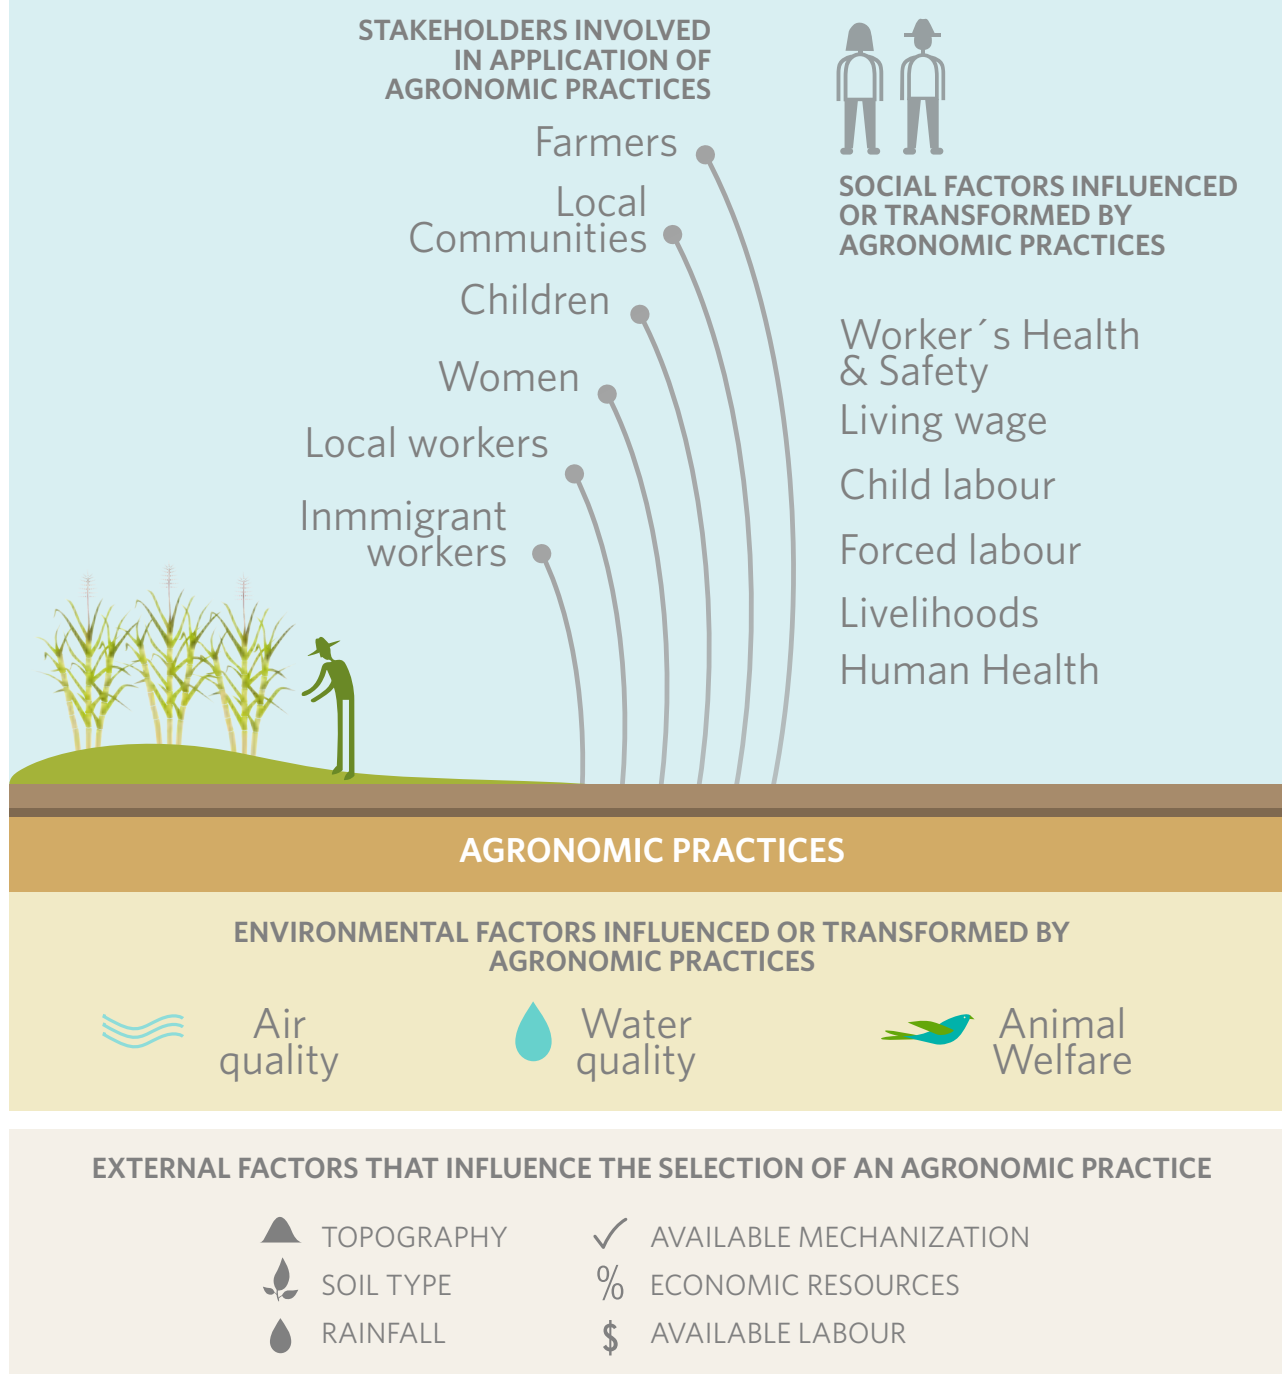 STAKEHOLDERS INVOLVED
IN APPLICATION OF
AGRONOMIC PRACTICES
Farmers
Local
Communities
Children
Women
Local workers
Inmmigrant
workers
SOCIAL FACTORS INFLUENCED
OR TRANSFORMED BY
AGRONOMIC PRACTICES
Worker´s Health
& Safety
Living wage
Child labour
Forced labour
Livelihoods
Human Health
AGRONOMIC PRACTICES
ENVIRONMENTAL FACTORS INFLUENCED OR TRANSFORMED BY
AGRONOMIC PRACTICES
Air
quality
Water
quality
Animal
Welfare
EXTERNAL FACTORS THAT INFLUENCE THE SELECTION OF AN AGRONOMIC PRACTICE
TOPOGRAPHY
SOIL TYPE
RAINFALL
AVAILABLE MECHANIZATION
% ECONOMIC RESOURCES
$ AVAILABLE LABOUR